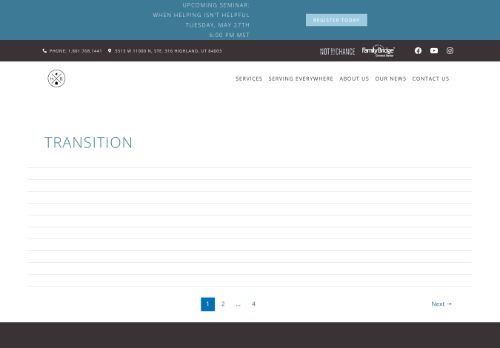 UPCOMING SEMINAR:
WHEN HELPING ISN'T HELPFUL
TUESDAY, MAY 27TH
6:00 PM MST
REGISTER TODAY
PHONE: 1.801.768.1441
5513 W 11000 N, STE. 316 HIGHLAND, UT 84003
NOT BY CHANCE
FamilyBridge
SERVICES
SERVING EVERYWHERE
ABOUT US
OUR NEWS
CONTACT US
TRANSITION
1 2 … 4 Next →